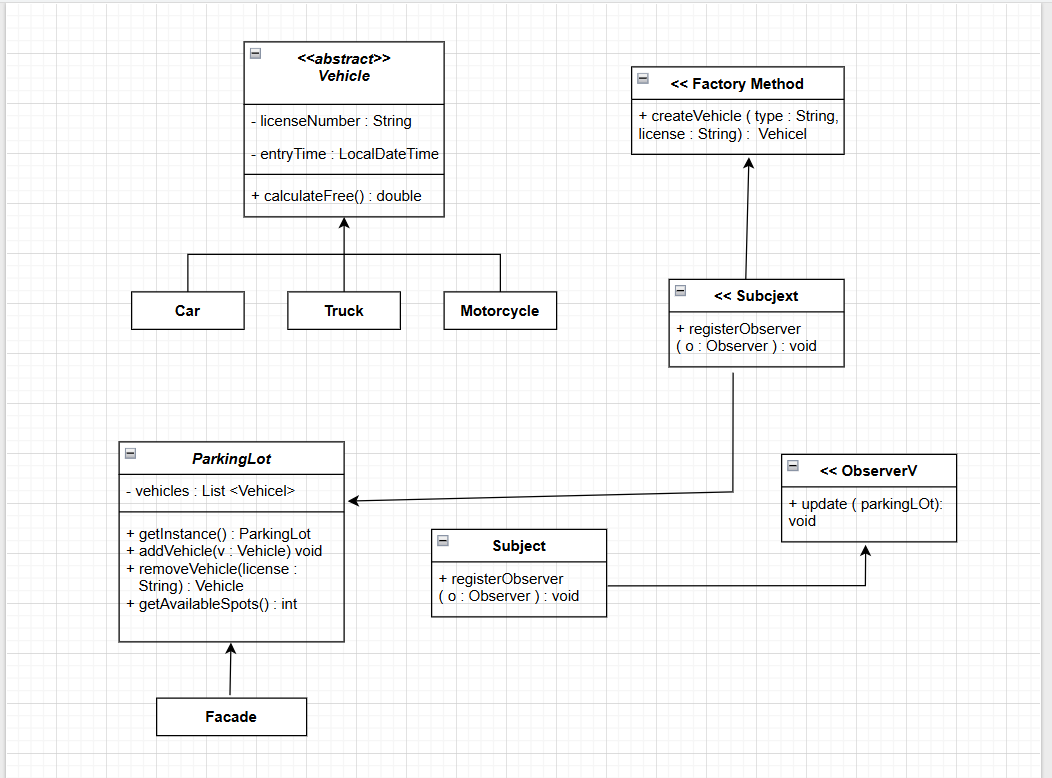 <<abstract>>
Vehicle
- licenseNumber : String
- entryTime : LocalDateTime
+ calculateFree() : double
Car
Truck
Motorcycle
<< Factory Method
+ createVehicle ( type : String,
license : String) : Vehicel
<< Subcjext
+ registerObserver
( o : Observer ) : void
ParkingLot
- vehicles : List <Vehicel>
+ getInstance() : ParkingLot
+ addVehicle(v : Vehicle) void
+ removeVehicle(license :
String) : Vehicle
+ getAvailableSpots() : int
Facade
Subject
+ registerObserver
( o : Observer ) : void
<< ObserverV
+ update ( parkingLOt):
void